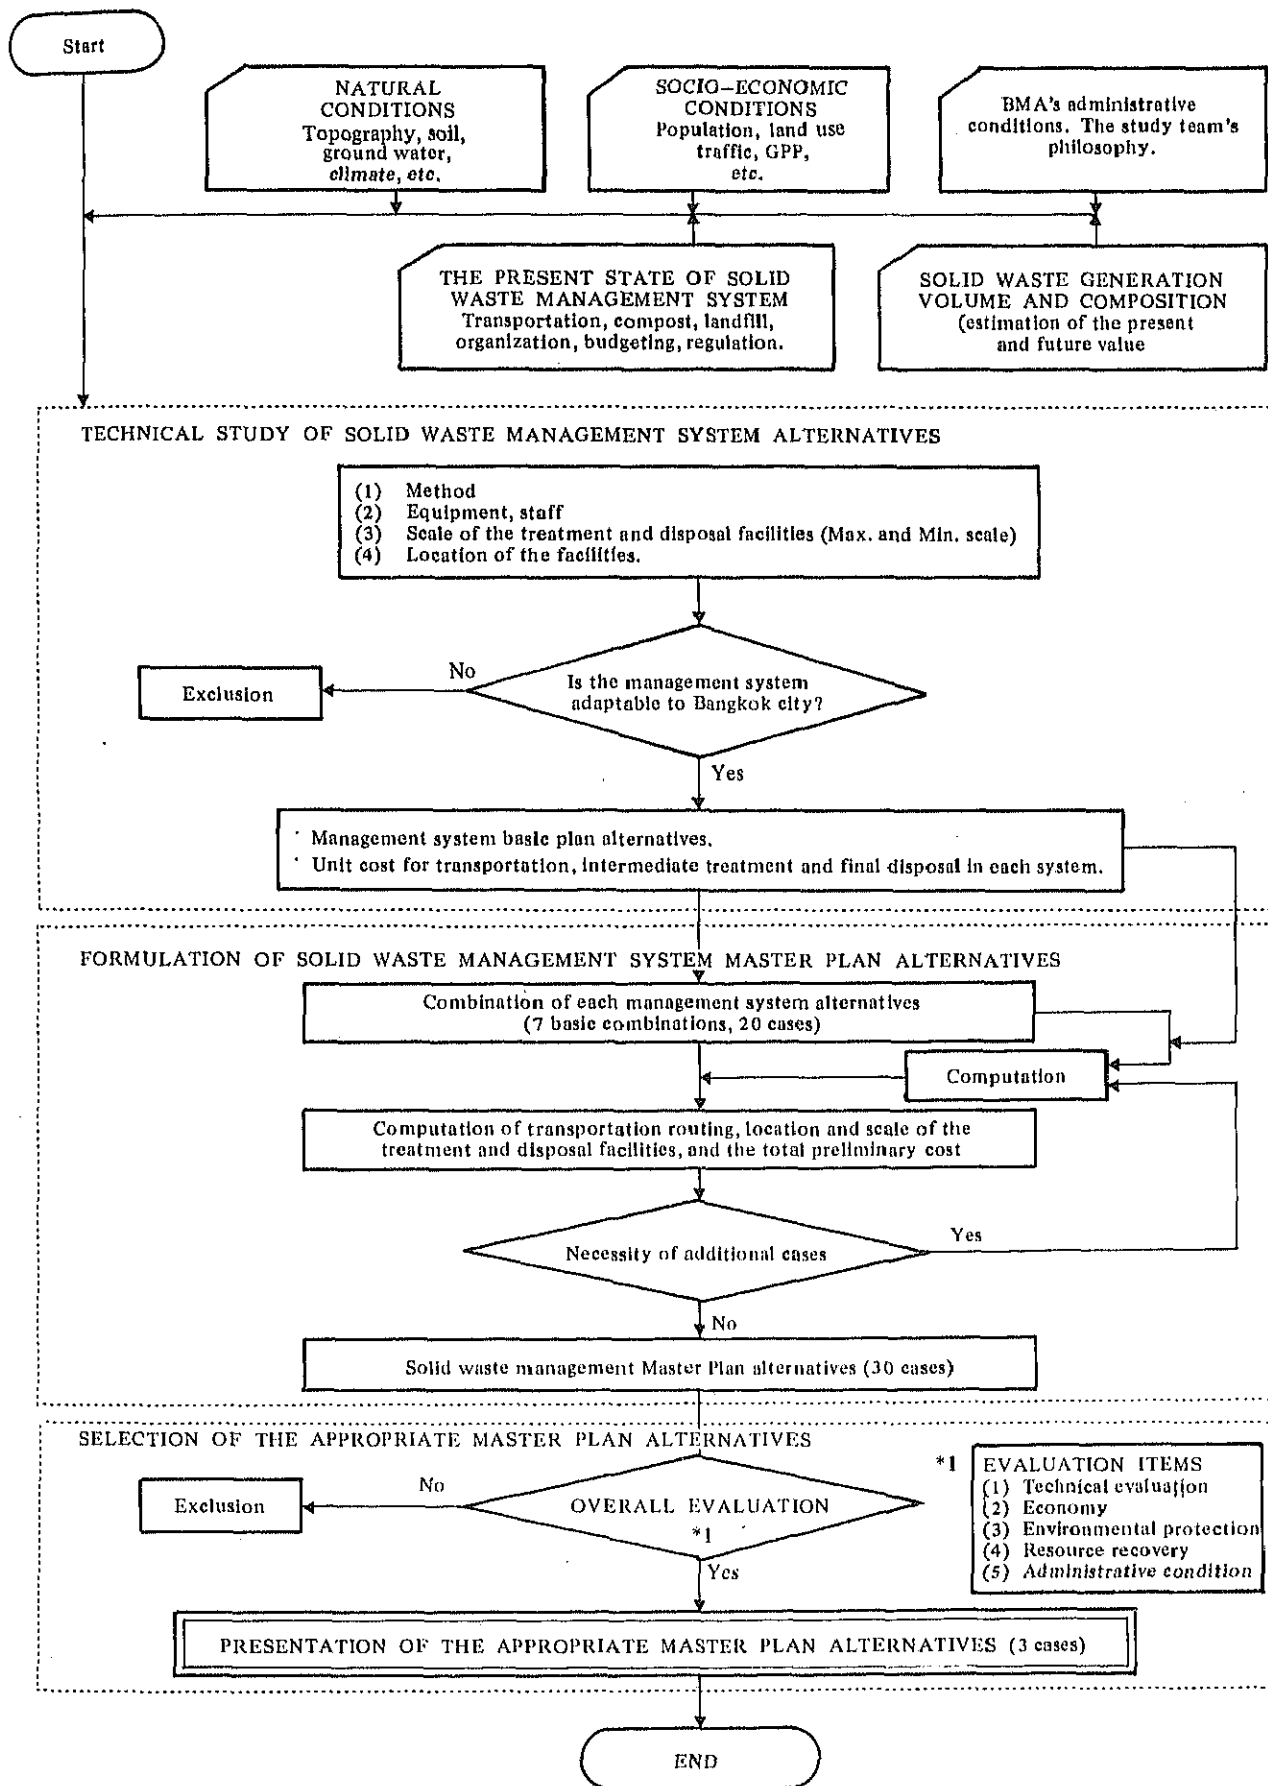 Start
NATURAL
CONDITIONS
Topography, soil,
ground water,
climate, etc.
SOCIO-ECONOMIC
CONDITIONS
Population, land use
traffic, GPP,
etc.
BMA's administrative
conditions. The study team's
philosophy.
THE PRESENT STATE OF SOLID
WASTE MANAGEMENT SYSTEM
Transportation, compost, landfill,
organization, budgeting, regulation.
SOLID WASTE GENERATION
VOLUME AND COMPOSITION
(estimation of the present
and future value
TECHNICAL STUDY OF SOLID WASTE MANAGEMENT SYSTEM ALTERNATIVES
(1) Method
(2) Equipment, staff
(3) Scale of the treatment and disposal facilities (Max. and Min. scale)
(4) Location of the facilities.
No
Exclusion
Is the management system
adaptable to Bangkok city?
Yes
· Management system basic plan alternatives.
· Unit cost for transportation, intermediate treatment and final disposal in each system.
FORMULATION OF SOLID WASTE MANAGEMENT SYSTEM MASTER PLAN ALTERNATIVES
Combination of each management system alternatives
(7 basic combinations, 20 cases)
Computation
Computation of transportation routing, location and scale of the
treatment and disposal facilities, and the total preliminary cost
Necessity of additional cases
Yes
No
Solid waste management Master Plan alternatives (30 cases)
SELECTION OF THE APPROPRIATE MASTER PLAN ALTERNATIVES
No
Exclusion
OVERALL EVALUATION
*1
Yes
*1 EVALUATION ITEMS
(1) Technical evaluation
(2) Economy
(3) Environmental protection
(4) Resource recovery
(5) Administrative condition
PRESENTATION OF THE APPROPRIATE MASTER PLAN ALTERNATIVES (3 cases)
END